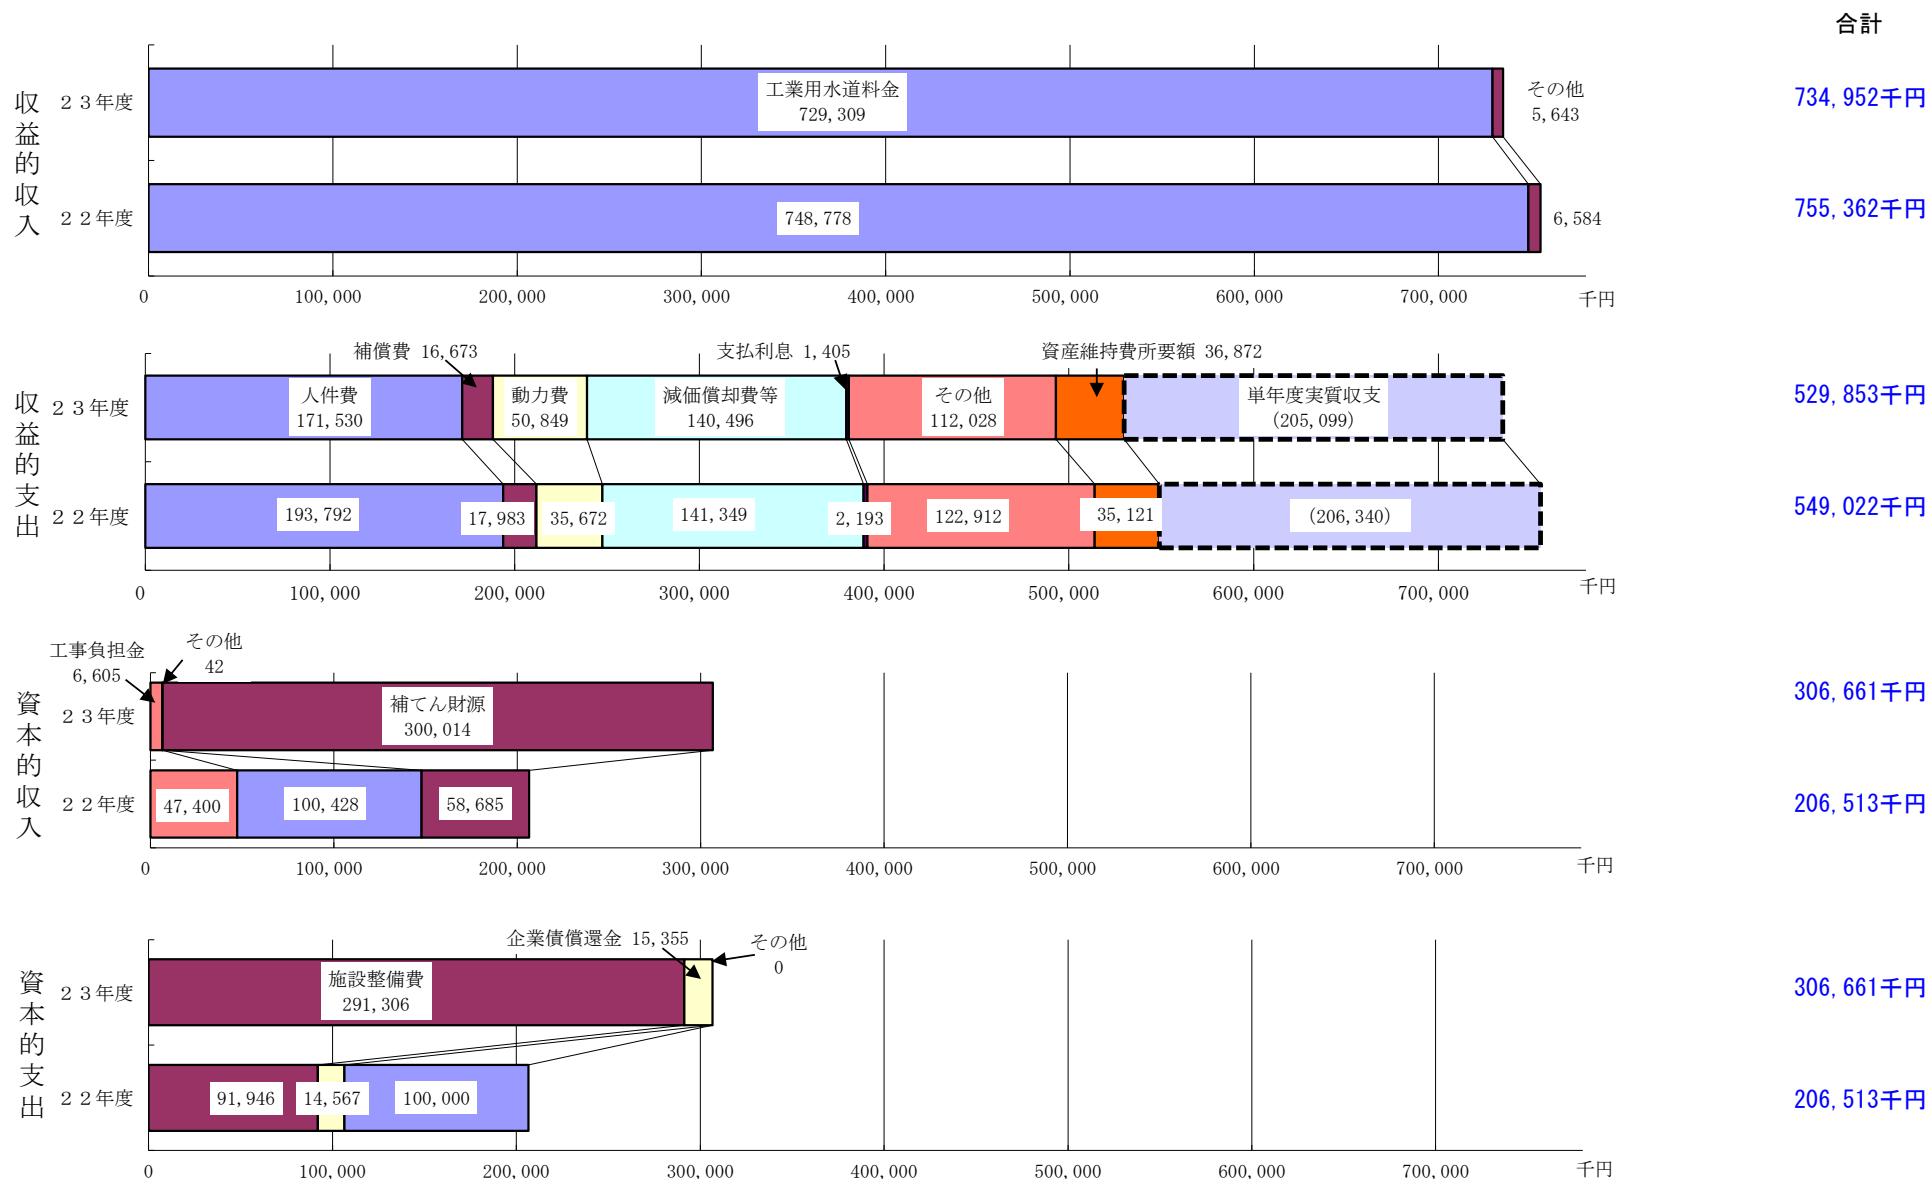 合計
収益的収入
２３年度
工業用水道料金
729,309
その他
5,643
734,952千円
２２年度
748,778
6,584
755,362千円
0 100,000 200,000 300,000 400,000 500,000 600,000 700,000 千円
収益的支出
補償費 16,673
支払利息 1,405
資産維持費所要額 36,872
２３年度
人件費
171,530
動力費
50,849
減価償却費等
140,496
その他
112,028
単年度実質収支
(205,099)
529,853千円
２２年度
193,792
17,983
35,672
141,349
2,193
122,912
35,121
(206,340)
549,022千円
0 100,000 200,000 300,000 400,000 500,000 600,000 700,000 千円
資本的収入
工事負担金
6,605
その他
42
２３年度
補てん財源
300,014
306,661千円
２２年度
47,400
100,428
58,685
206,513千円
0 100,000 200,000 300,000 400,000 500,000 600,000 700,000 千円
資本的支出
企業債償還金 15,355
その他
0
２３年度
施設整備費
291,306
306,661千円
２２年度
91,946
14,567
100,000
206,513千円
0 100,000 200,000 300,000 400,000 500,000 600,000 700,000 千円